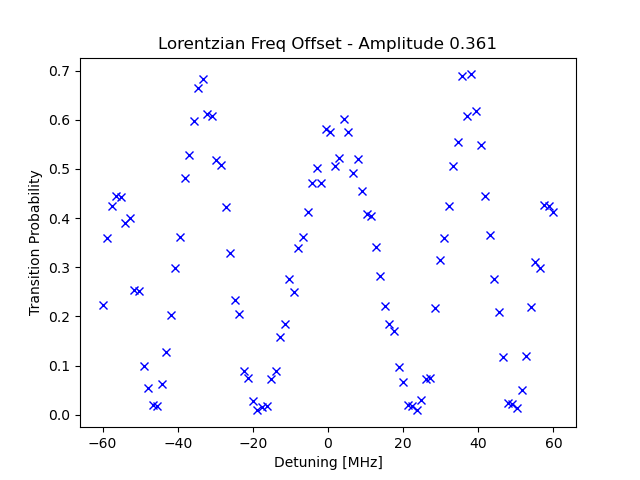 Lorentzian Freq Offset - Amplitude 0.361
Transition Probability
0.7
0.6
0.5
0.4
0.3
0.2
0.1
0.0
−60 −40 −20 0 20 40 60
Detuning [MHz]